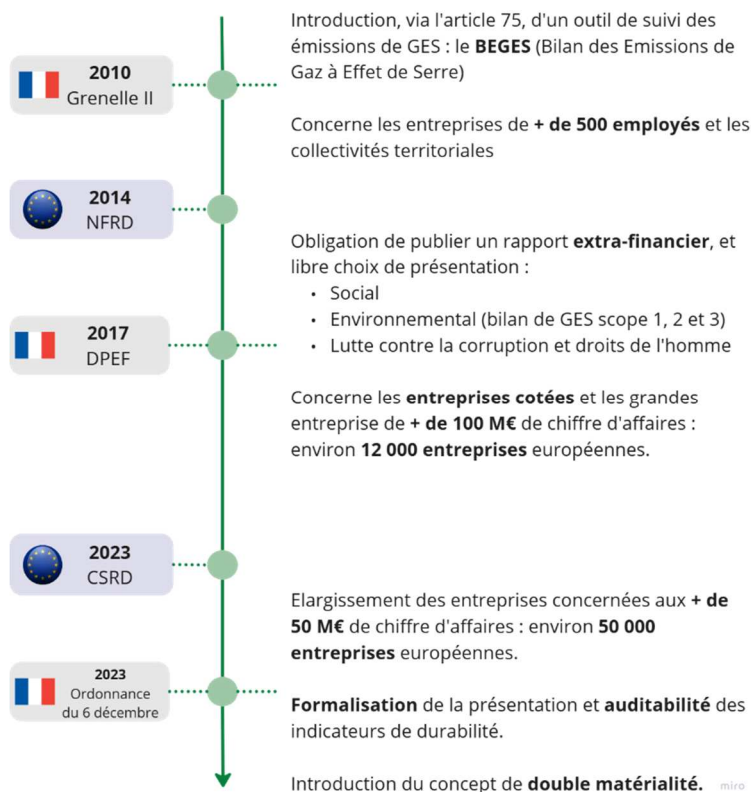 2010
Grenelle II
Introduction, via l'article 75, d'un outil de suivi des
émissions de GES : le BEGES (Bilan des Emissions de
Gaz à Effet de Serre)
Concerne les entreprises de + de 500 employés et les
collectivités territoriales
2014
NFRD
2017
DPEF
Obligation de publier un rapport extra-financier, et
libre choix de présentation :
• Social
• Environnemental (bilan de GES scope 1, 2 et 3)
• Lutte contre la corruption et droits de l'homme
Concerne les entreprises cotées et les grandes
entreprise de + de 100 M€ de chiffre d'affaires :
environ 12 000 entreprises européennes.
2023
CSRD
2023
Ordonnance
du 6 décembre
Elargissement des entreprises concernées aux + de
50 M€ de chiffre d'affaires : environ 50 000
entreprises européennes.
Formalisation de la présentation et auditabilité des
indicateurs de durabilité.
Introduction du concept de double matérialité.
miro